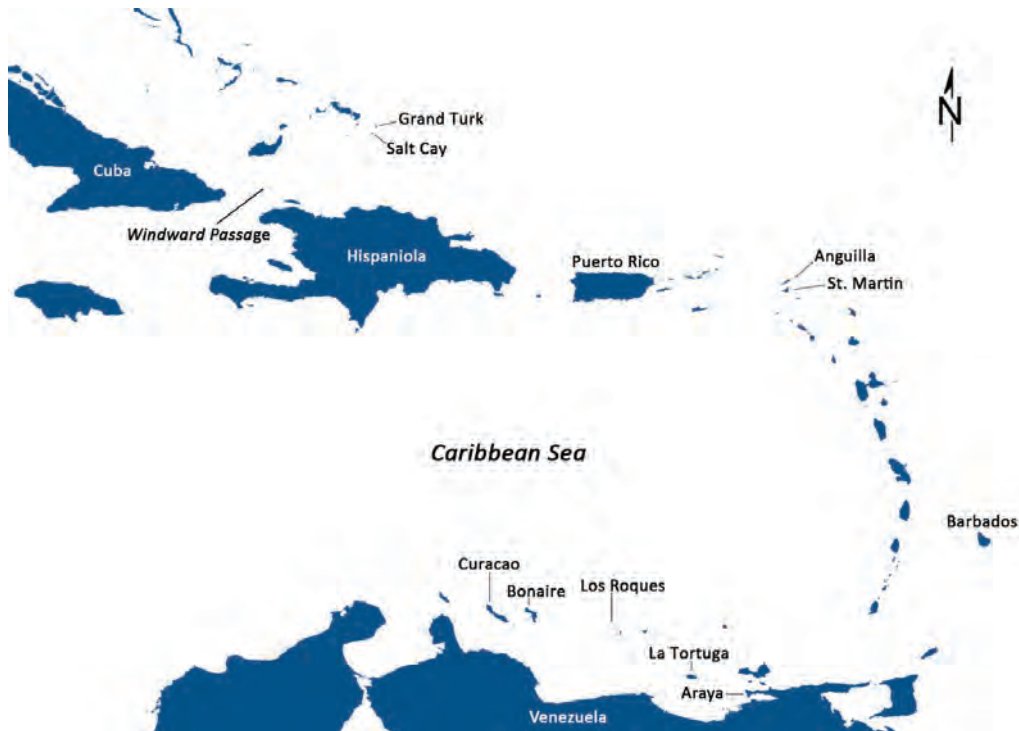 N
Grand Turk
Salt Cay
Cuba
Windward Passage
Hispaniola
Puerto Rico
Anguilla
St. Martin
Caribbean Sea
Barbados
Curacao
Bonaire
Los Roques
La Tortuga
Araya
Venezuela